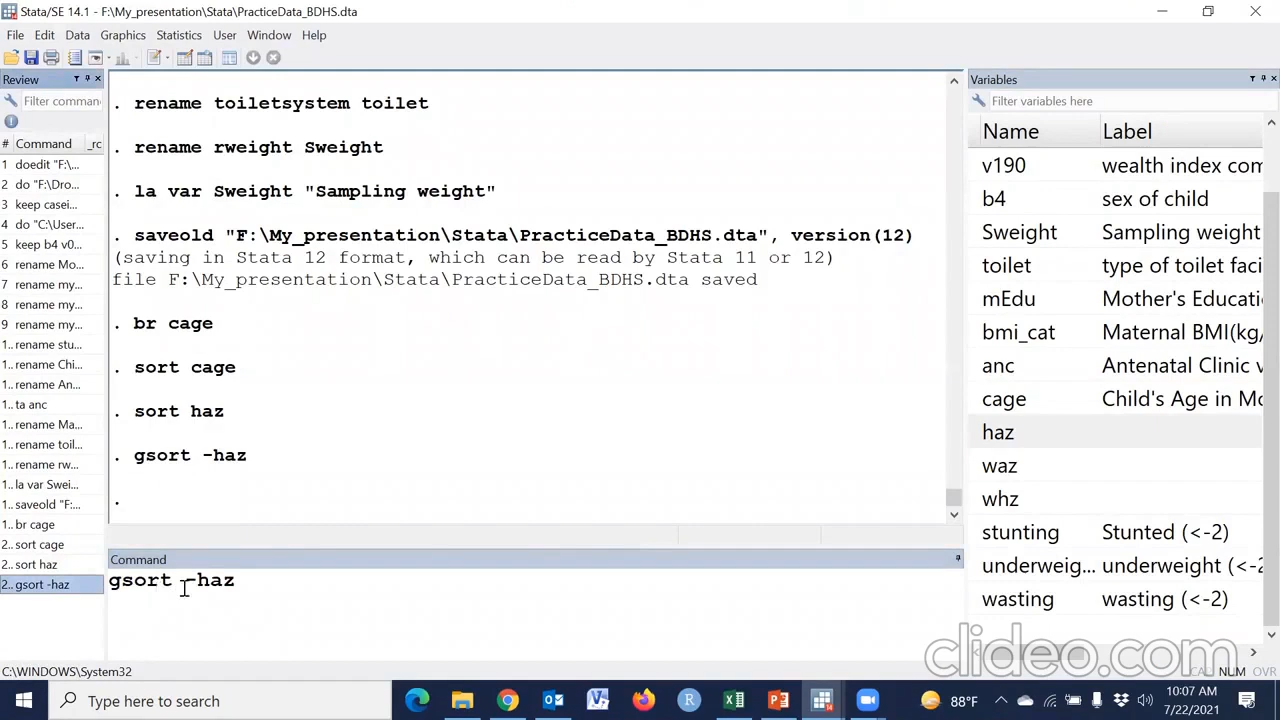 Stata/SE 14.1 - F:\My_presentation\Stata\PracticeData_BDHS.dta
File Edit Data Graphics Statistics User Window Help
Review
Filter comman
# Command _rc
1 doedit "F:\...
2 do "F:\Dro...
3 keep casei...
4 do "C:\User...
5 keep b4 v0...
6 rename Mo...
7 rename my...
8 rename my...
9 rename my...
1.. rename stu...
1.. rename Chi...
1.. rename An...
1.. ta anc
1.. rename Ma...
1.. rename toil...
1.. rename rw...
1.. la var Swei...
1.. saveold "F:...
1.. br cage
2.. sort cage
2.. sort haz
2.. gsort -haz
. rename toiletsystem toilet
. rename rweight Sweight
. la var Sweight "Sampling weight"
. saveold "F:\My_presentation\Stata\PracticeData_BDHS.dta", version(12)
(saving in Stata 12 format, which can be read by Stata 11 or 12)
file F:\My_presentation\Stata\PracticeData_BDHS.dta saved
. br cage
. sort cage
. sort haz
. gsort -haz
.
Command
gsort -haz
Variables
Filter variables here
Name Label
v190 wealth index com
b4 sex of child
Sweight Sampling weight
toilet type of toilet faci
mEdu Mother's Educati
bmi_cat Maternal BMI(kg/
anc Antenatal Clinic v
cage Child's Age in Mo
haz
waz
whz
stunting Stunted (<-2)
underweig... underweight (<-2
wasting wasting (<-2)
clideo.com
C:\WINDOWS\System32
CAP NUM OVR
Type here to search
88°F
10:07 AM
7/22/2021